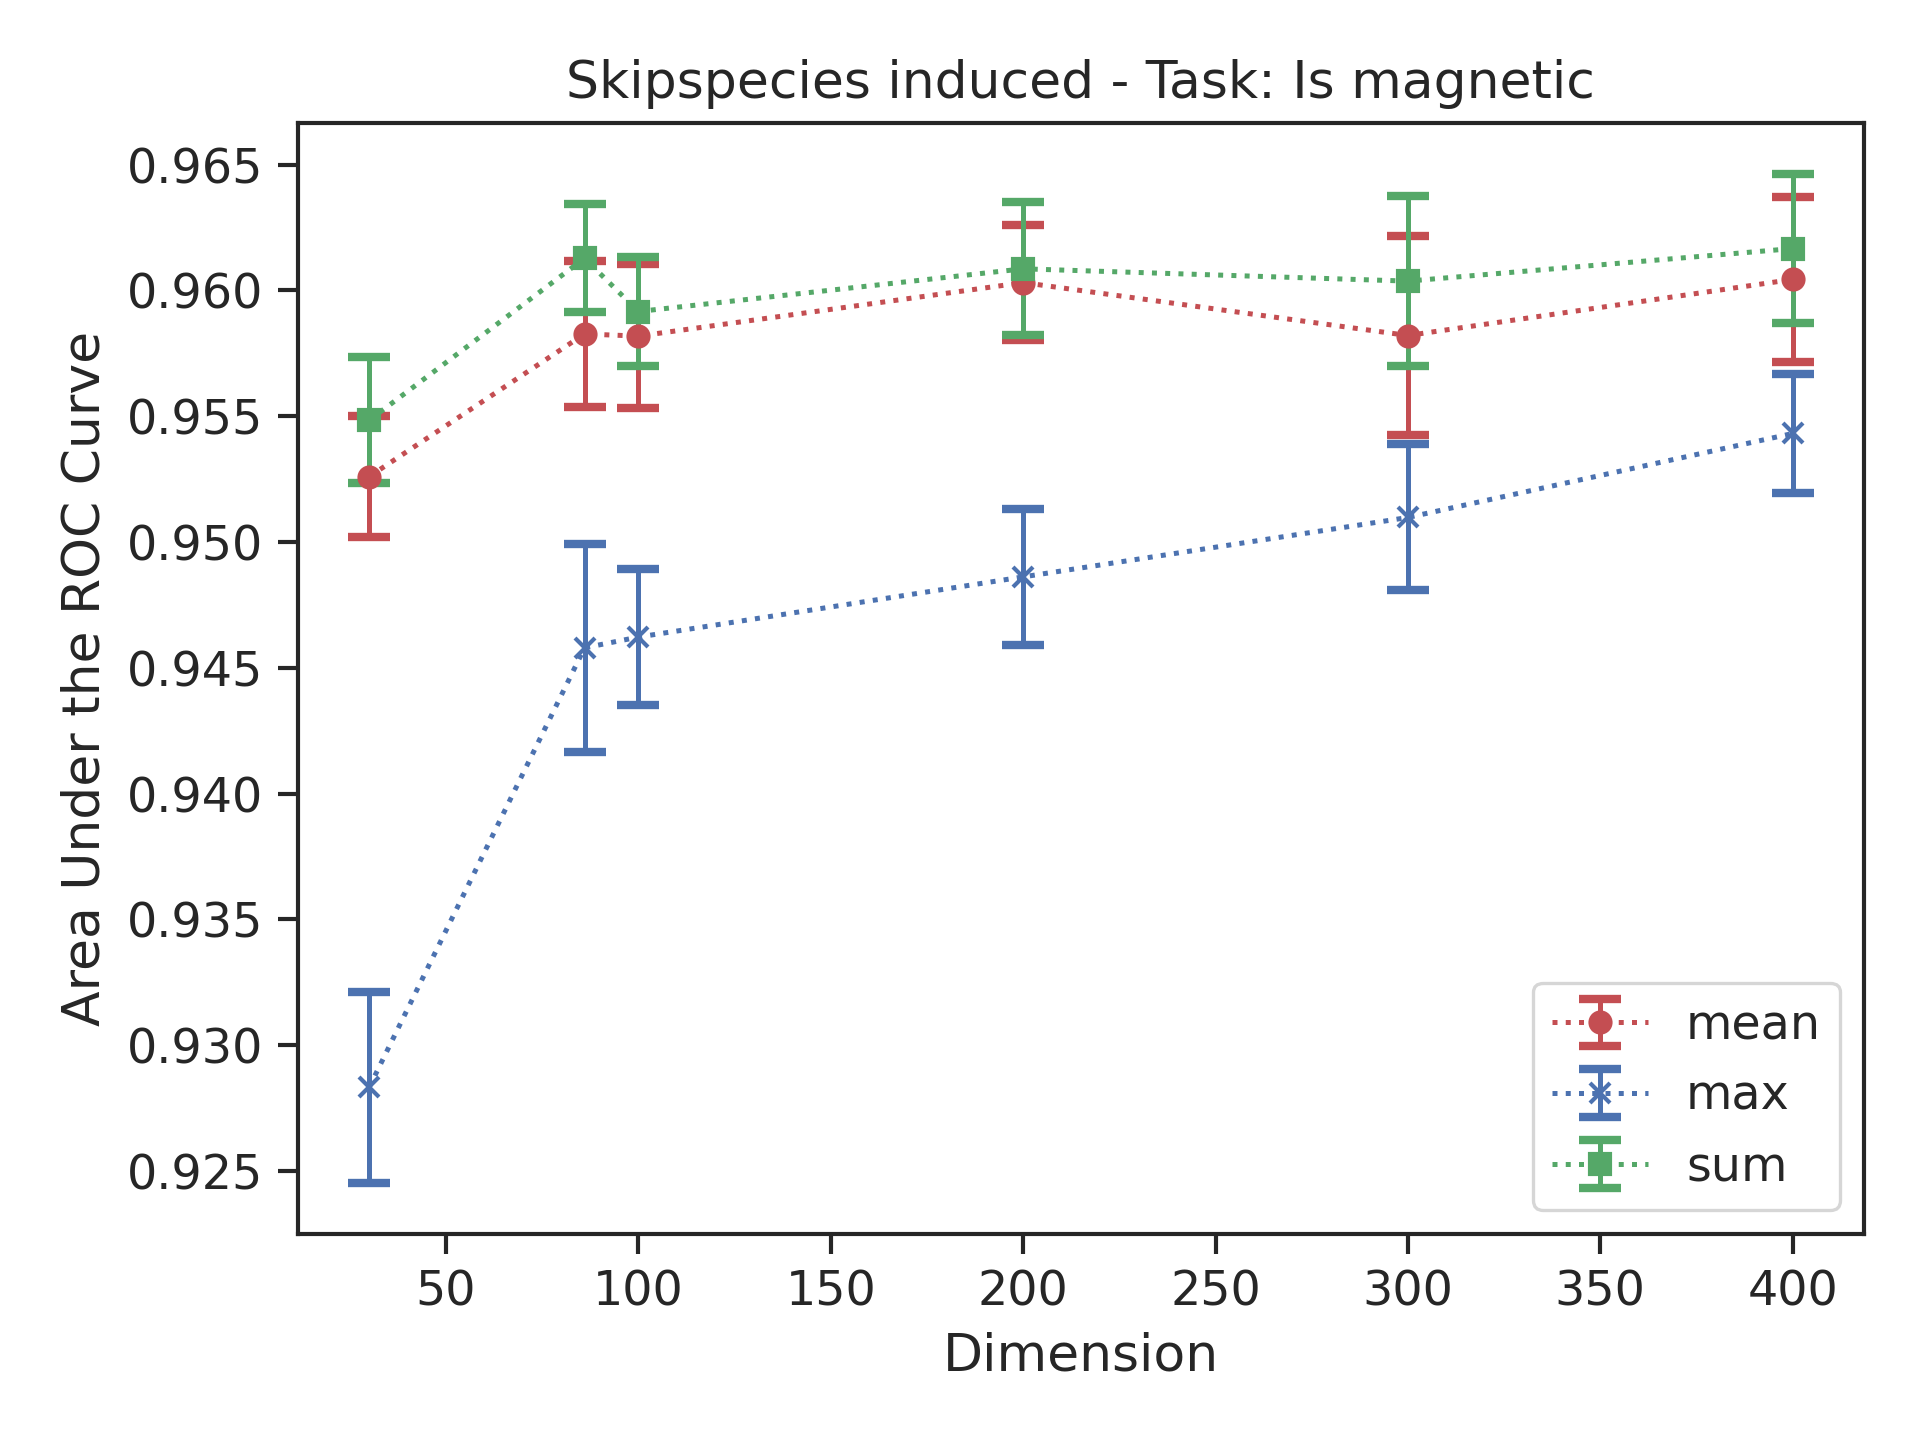 Skipspecies induced - Task: Is magnetic
Area Under the ROC Curve
0.965
0.960
0.955
0.950
0.945
0.940
0.935
0.930
0.925
mean
max
sum
50 100 150 200 250 300 350 400
Dimension